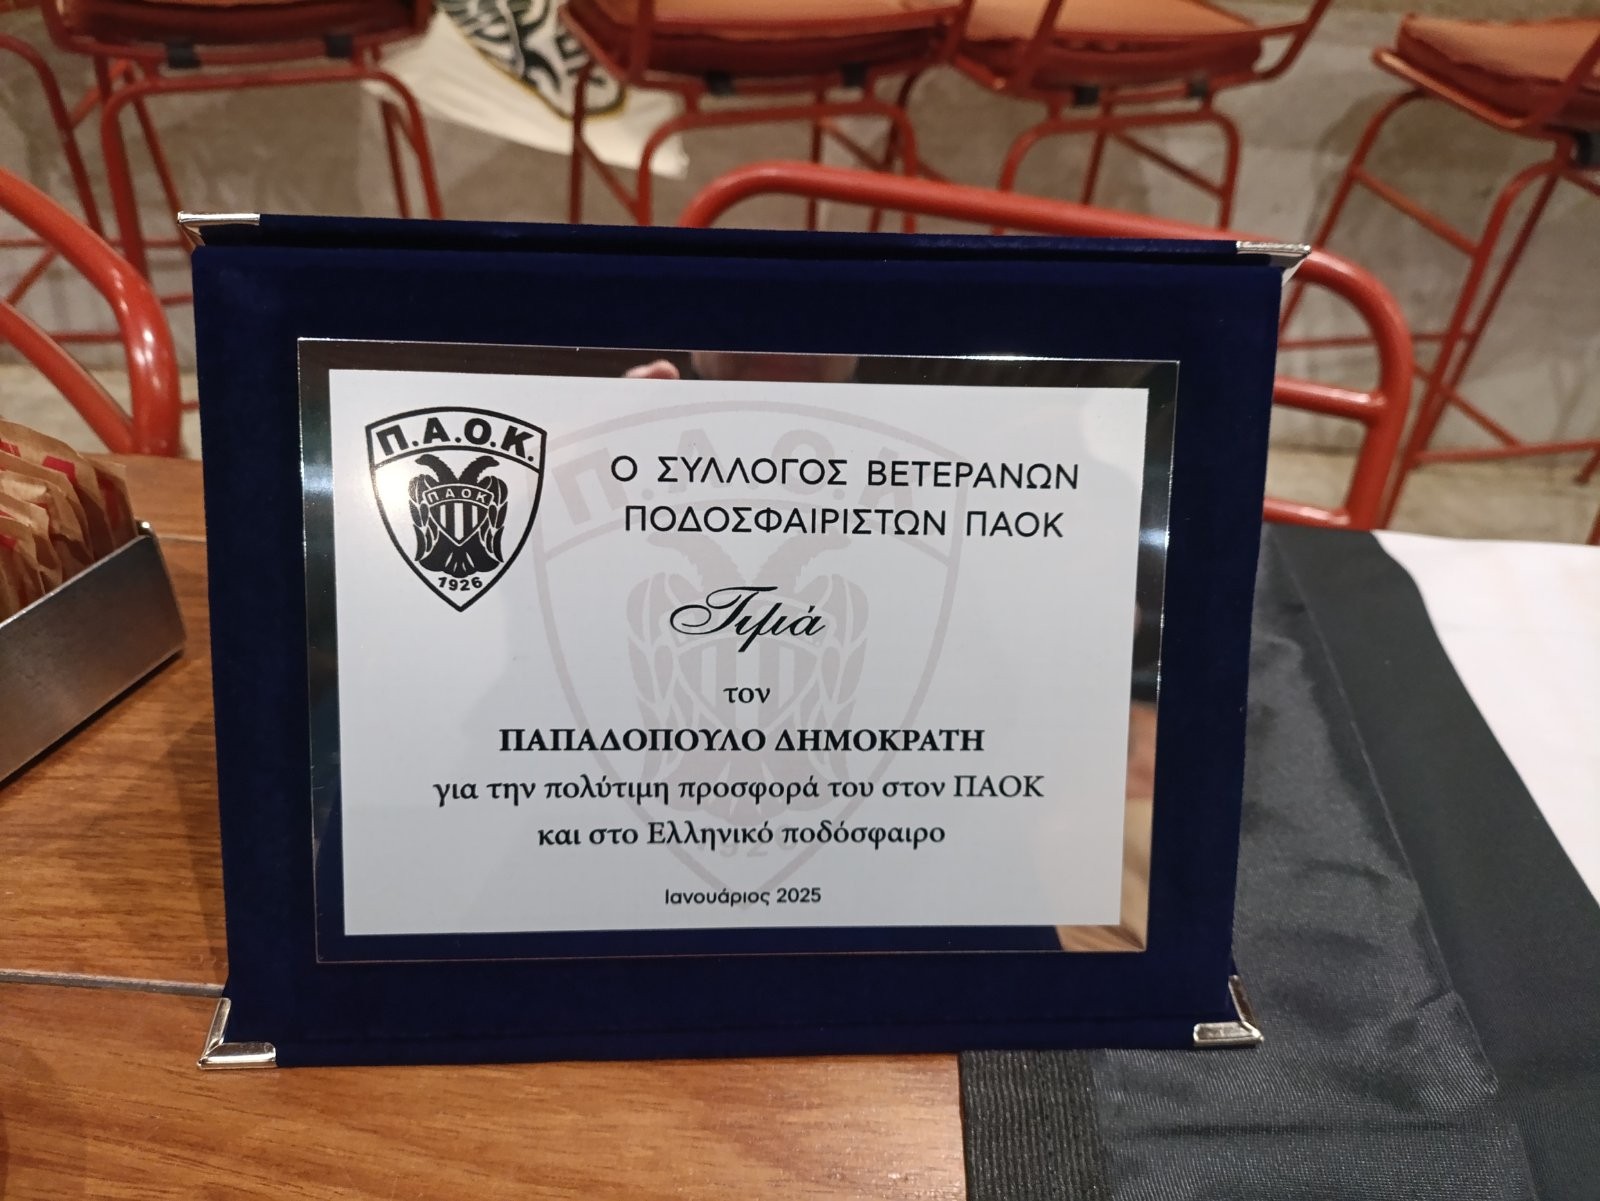 Π.Α.Ο.Κ.
ΠΑΟΚ
1926
Ο ΣΥΛΛΟΓΟΣ ΒΕΤΕΡΑΝΩΝ
ΠΟΔΟΣΦΑΙΡΙΣΤΩΝ ΠΑΟΚ
Τιμά
τον
ΠΑΠΑΔΟΠΟΥΛΟ ΔΗΜΟΚΡΑΤΗ
για την πολύτιμη προσφορά του στον ΠΑΟΚ
και στο Ελληνικό ποδόσφαιρο
Ιανουάριος 2025